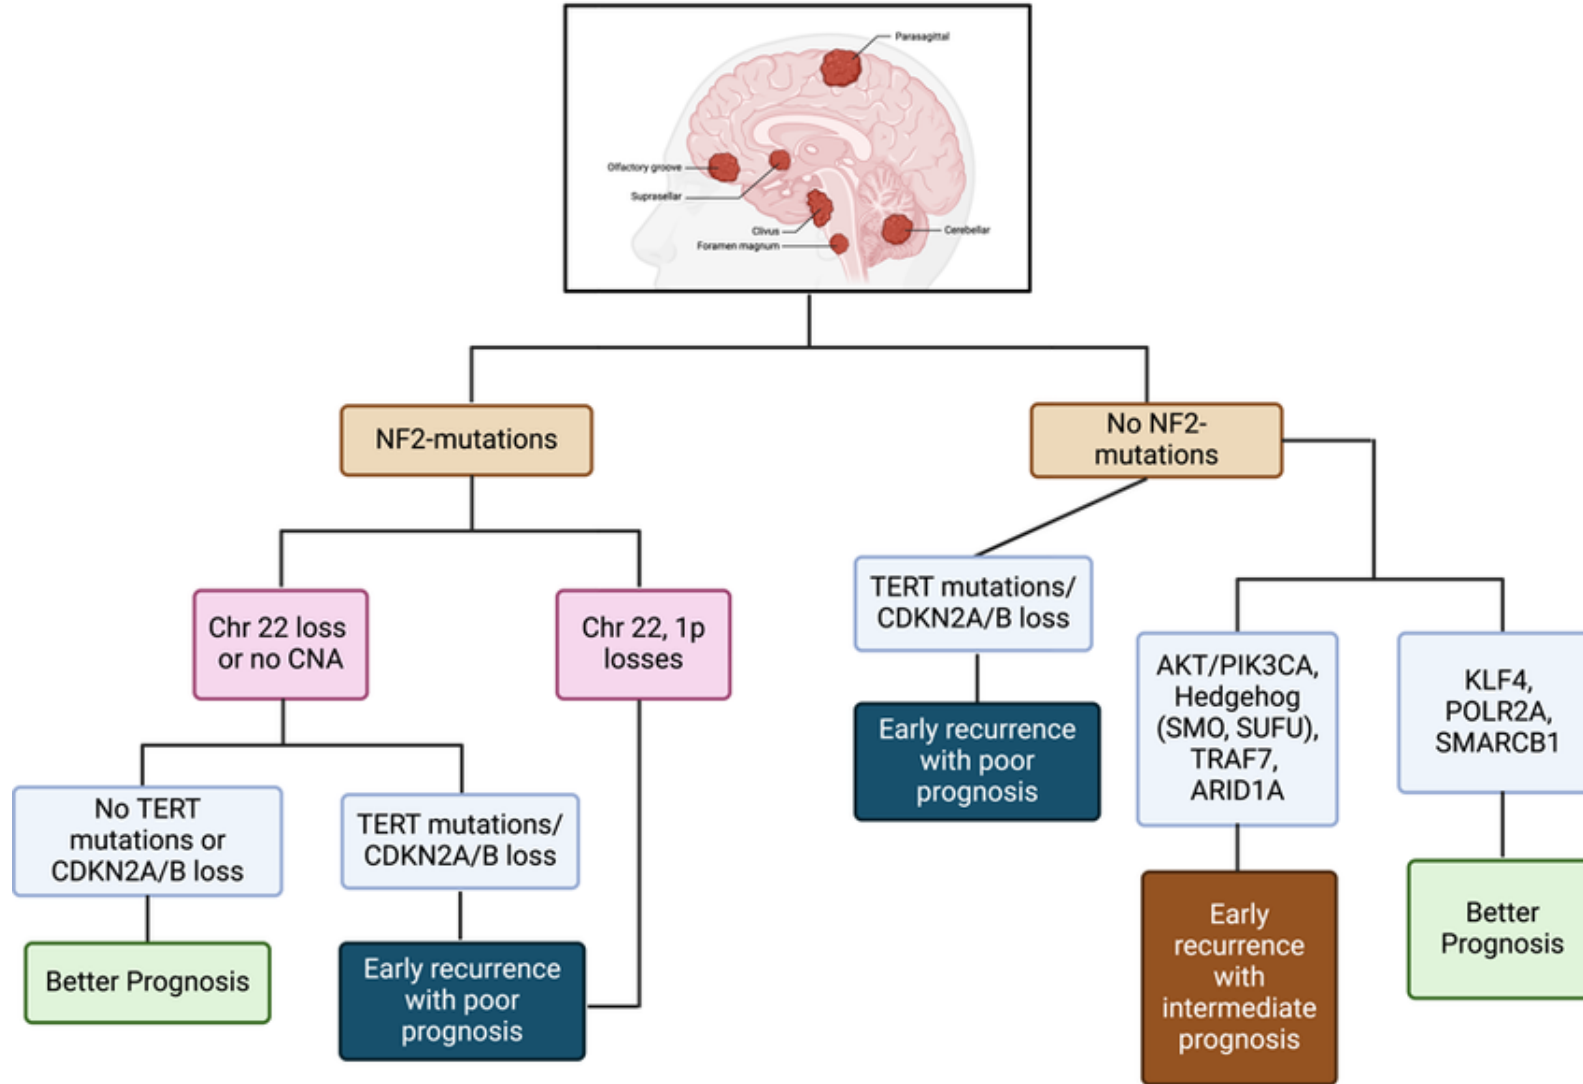 Parasagittal
Olfactory groove
Suprasellar
Clivus
Foramen magnum
Cerebellar
NF2-mutations
No NF2-
mutations
Chr 22 loss
or no CNA
Chr 22, 1p
losses
TERT mutations/
CDKN2A/B loss
AKT/PIK3CA,
Hedgehog
(SMO, SUFU),
TRAF7,
ARID1A
KLF4,
POLR2A,
SMARCB1
No TERT
mutations or
CDKN2A/B loss
TERT mutations/
CDKN2A/B loss
Early recurrence
with poor
prognosis
Better Prognosis
Early recurrence
with poor
prognosis
Early
recurrence
with
intermediate
prognosis
Better
Prognosis